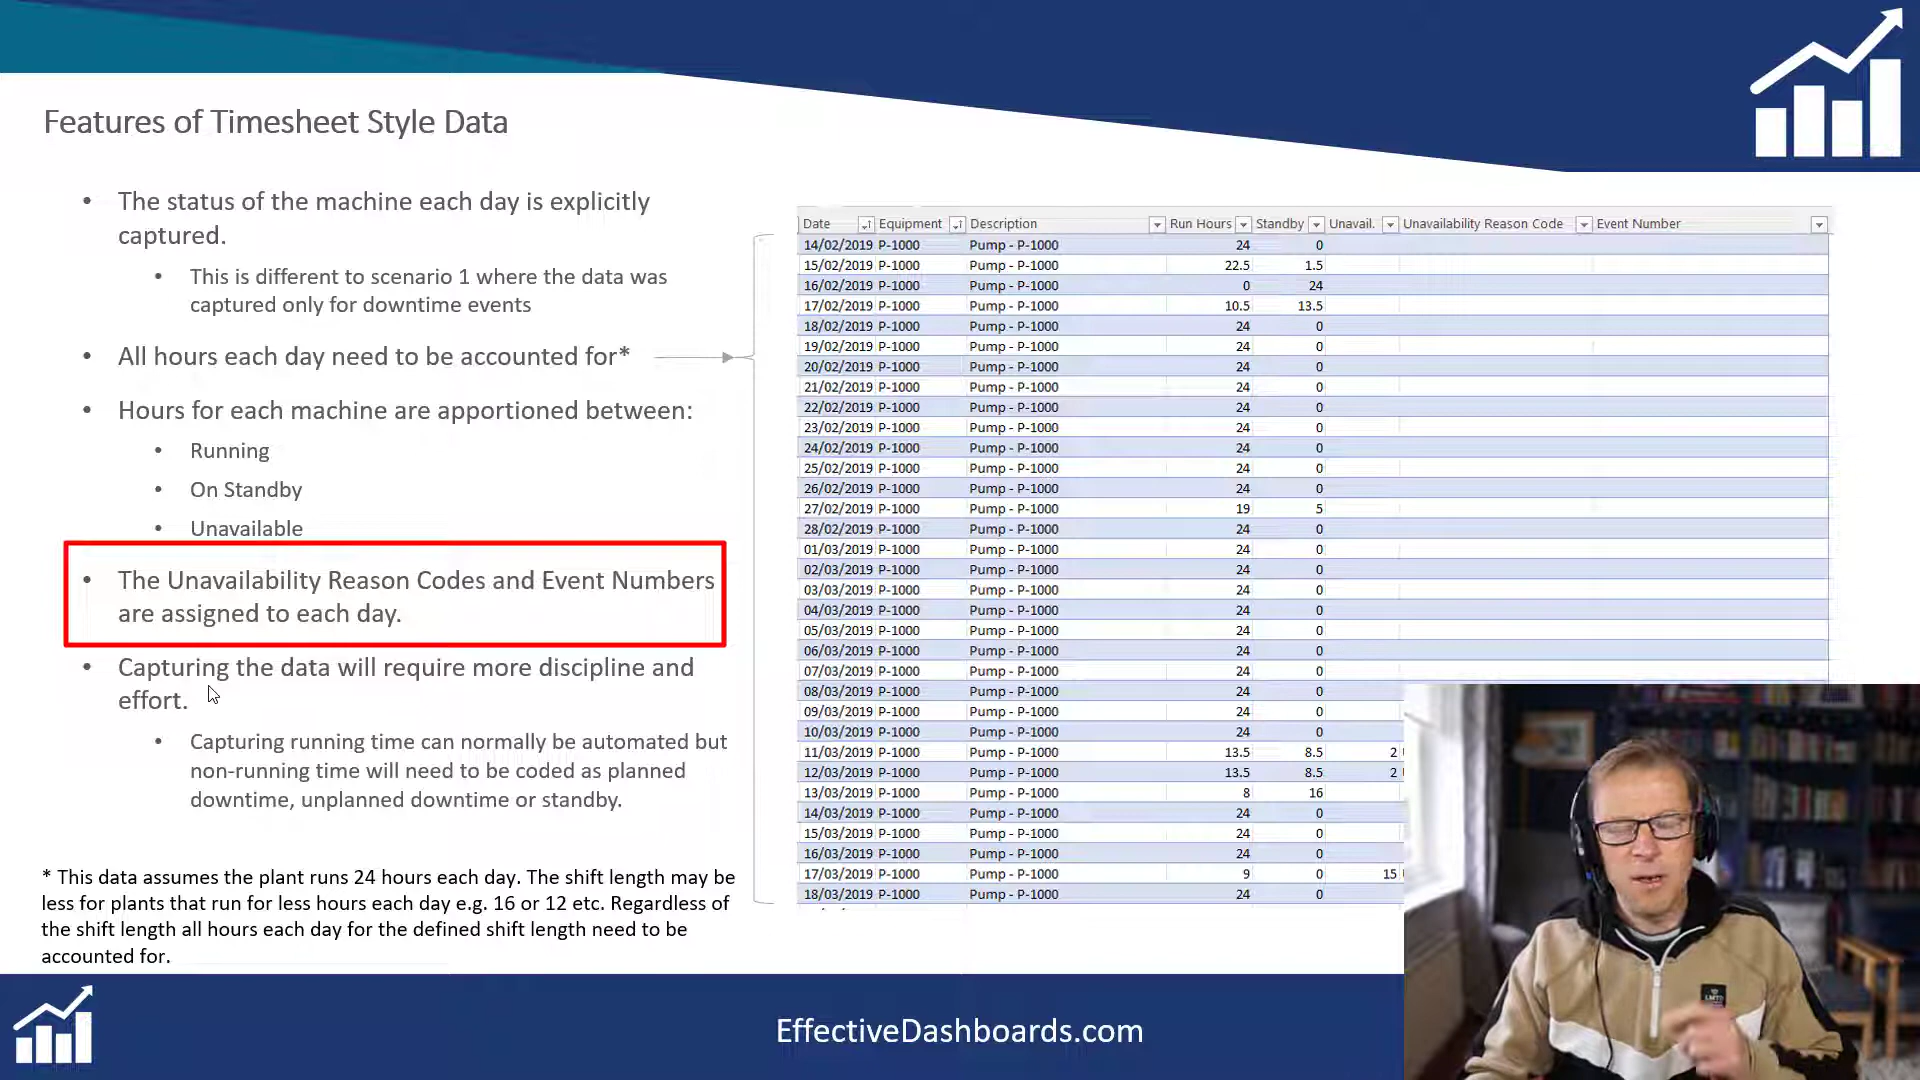 Features of Timesheet Style Data
• The status of the machine each day is explicitly
captured.
• This is different to scenario 1 where the data was
captured only for downtime events
• All hours each day need to be accounted for*
• Hours for each machine are apportioned between:
• Running
• On Standby
• Unavailable
• The Unavailability Reason Codes and Event Numbers
are assigned to each day.
• Capturing the data will require more discipline and
effort.
• Capturing running time can normally be automated but
non-running time will need to be coded as planned
downtime, unplanned downtime or standby.
* This data assumes the plant runs 24 hours each day. The shift length may be
less for plants that run for less hours each day e.g. 16 or 12 etc. Regardless of
the shift length all hours each day for the defined shift length need to be
accounted for.
Date Equipment Description Run Hours Standby Unavail. Unavailability Reason Code Event Number
14/02/2019 P-1000 Pump - P-1000 24 0
15/02/2019 P-1000 Pump - P-1000 22.5 1.5
16/02/2019 P-1000 Pump - P-1000 0 24
17/02/2019 P-1000 Pump - P-1000 10.5 13.5
18/02/2019 P-1000 Pump - P-1000 24 0
19/02/2019 P-1000 Pump - P-1000 24 0
20/02/2019 P-1000 Pump - P-1000 24 0
21/02/2019 P-1000 Pump - P-1000 24 0
22/02/2019 P-1000 Pump - P-1000 24 0
23/02/2019 P-1000 Pump - P-1000 24 0
24/02/2019 P-1000 Pump - P-1000 24 0
25/02/2019 P-1000 Pump - P-1000 24 0
26/02/2019 P-1000 Pump - P-1000 24 0
27/02/2019 P-1000 Pump - P-1000 19 5
28/02/2019 P-1000 Pump - P-1000 24 0
01/03/2019 P-1000 Pump - P-1000 24 0
02/03/2019 P-1000 Pump - P-1000 24 0
03/03/2019 P-1000 Pump - P-1000 24 0
04/03/2019 P-1000 Pump - P-1000 24 0
05/03/2019 P-1000 Pump - P-1000 24 0
06/03/2019 P-1000 Pump - P-1000 24 0
07/03/2019 P-1000 Pump - P-1000 24 0
08/03/2019 P-1000 Pump - P-1000 24 0
09/03/2019 P-1000 Pump - P-1000 24 0
10/03/2019 P-1000 Pump - P-1000 24 0
11/03/2019 P-1000 Pump - P-1000 13.5 8.5 2
12/03/2019 P-1000 Pump - P-1000 13.5 8.5 2
13/03/2019 P-1000 Pump - P-1000 8 16
14/03/2019 P-1000 Pump - P-1000 24 0
15/03/2019 P-1000 Pump - P-1000 24 0
16/03/2019 P-1000 Pump - P-1000 24 0
17/03/2019 P-1000 Pump - P-1000 9 0 15
18/03/2019 P-1000 Pump - P-1000 24 0
EffectiveDashboards.com